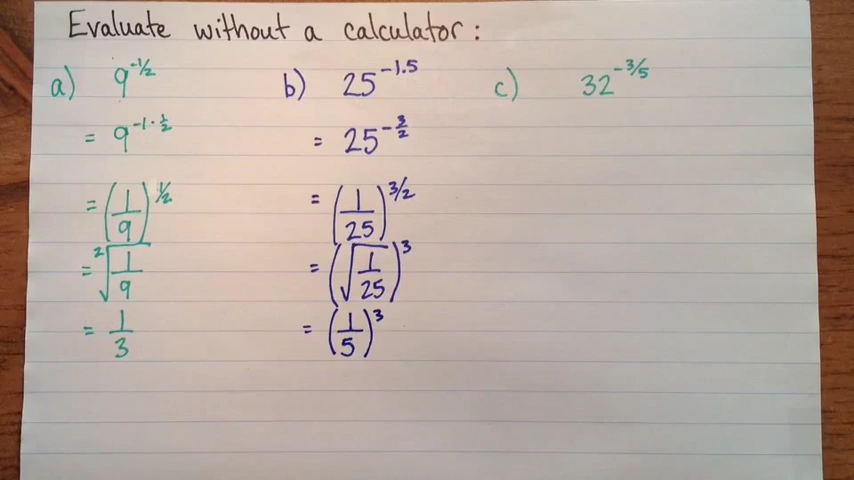 Evaluate without a calculator:
a) 9^{-1/2}
= 9^{-1 · 1/2}
= (1/9)^{1/2}
= ²√(1/9)
= 1/3
b) 25^{-1.5}
= 25^{-3/2}
= (1/25)^{3/2}
= (√(1/25))^3
= (1/5)^3
c) 32^{-3/5}